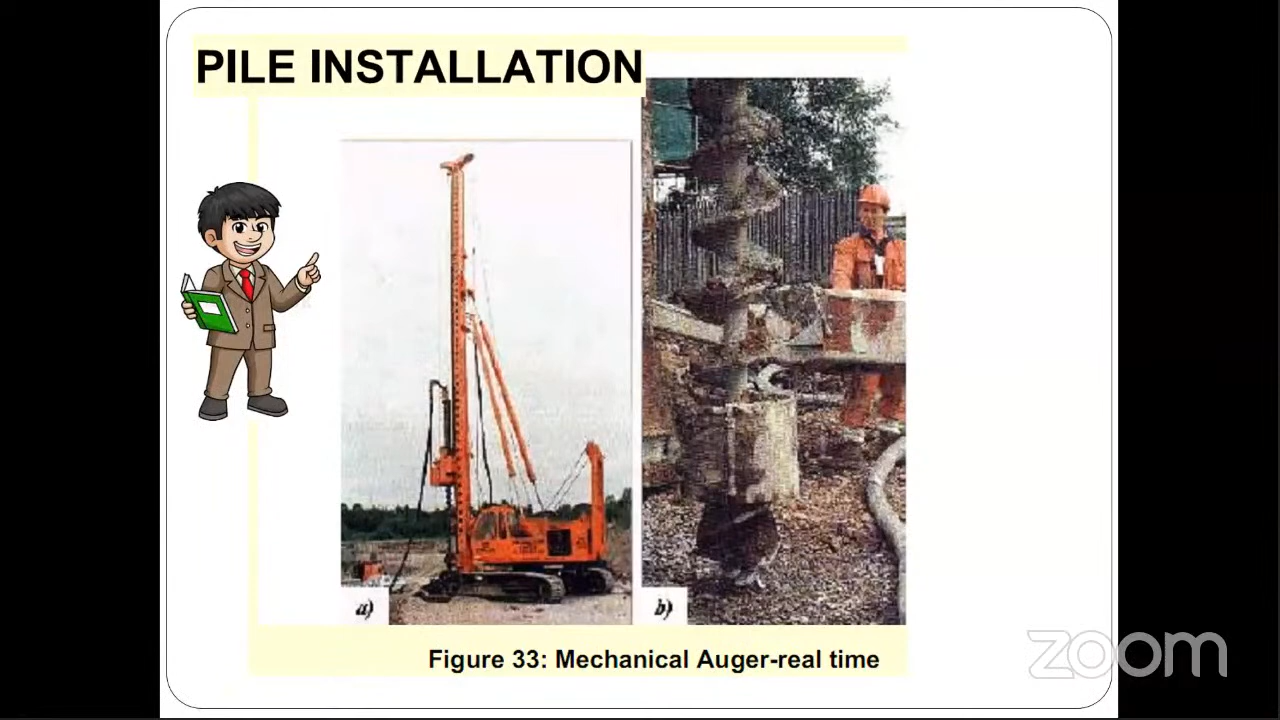 PILE INSTALLATION
a)
b)
Figure 33: Mechanical Auger-real time
zoom